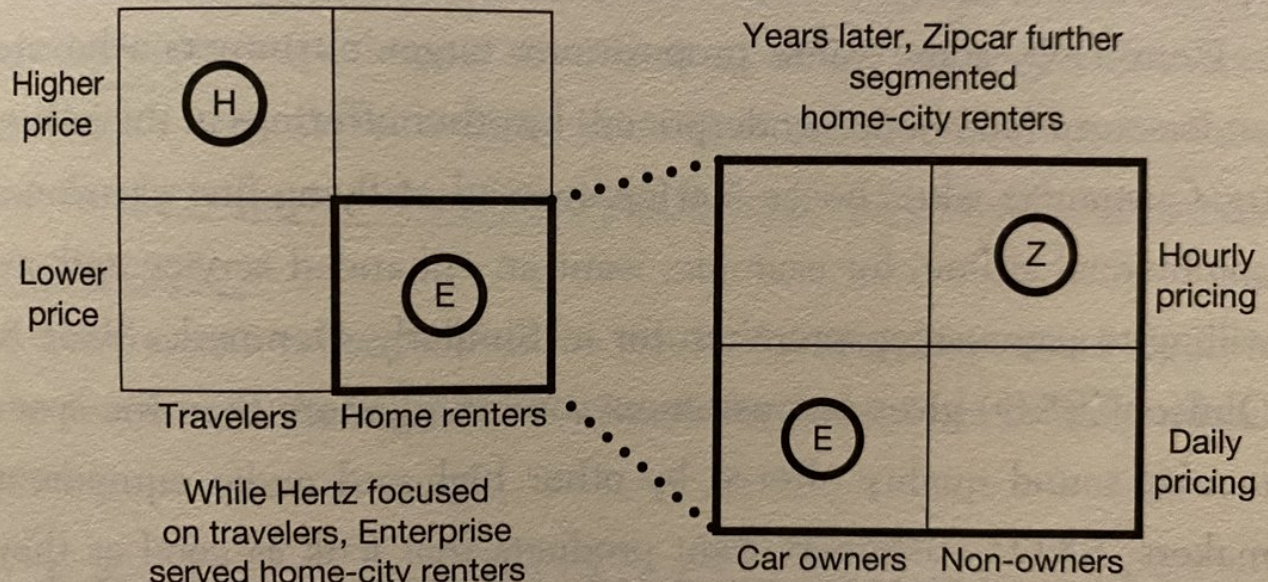 Higher
price
H
Lower
price
E
Travelers
Home renters
While Hertz focused
on travelers, Enterprise
served home-city renters
Years later, Zipcar further
segmented
home-city renters
Z
Hourly
pricing
E
Daily
pricing
Car owners
Non-owners